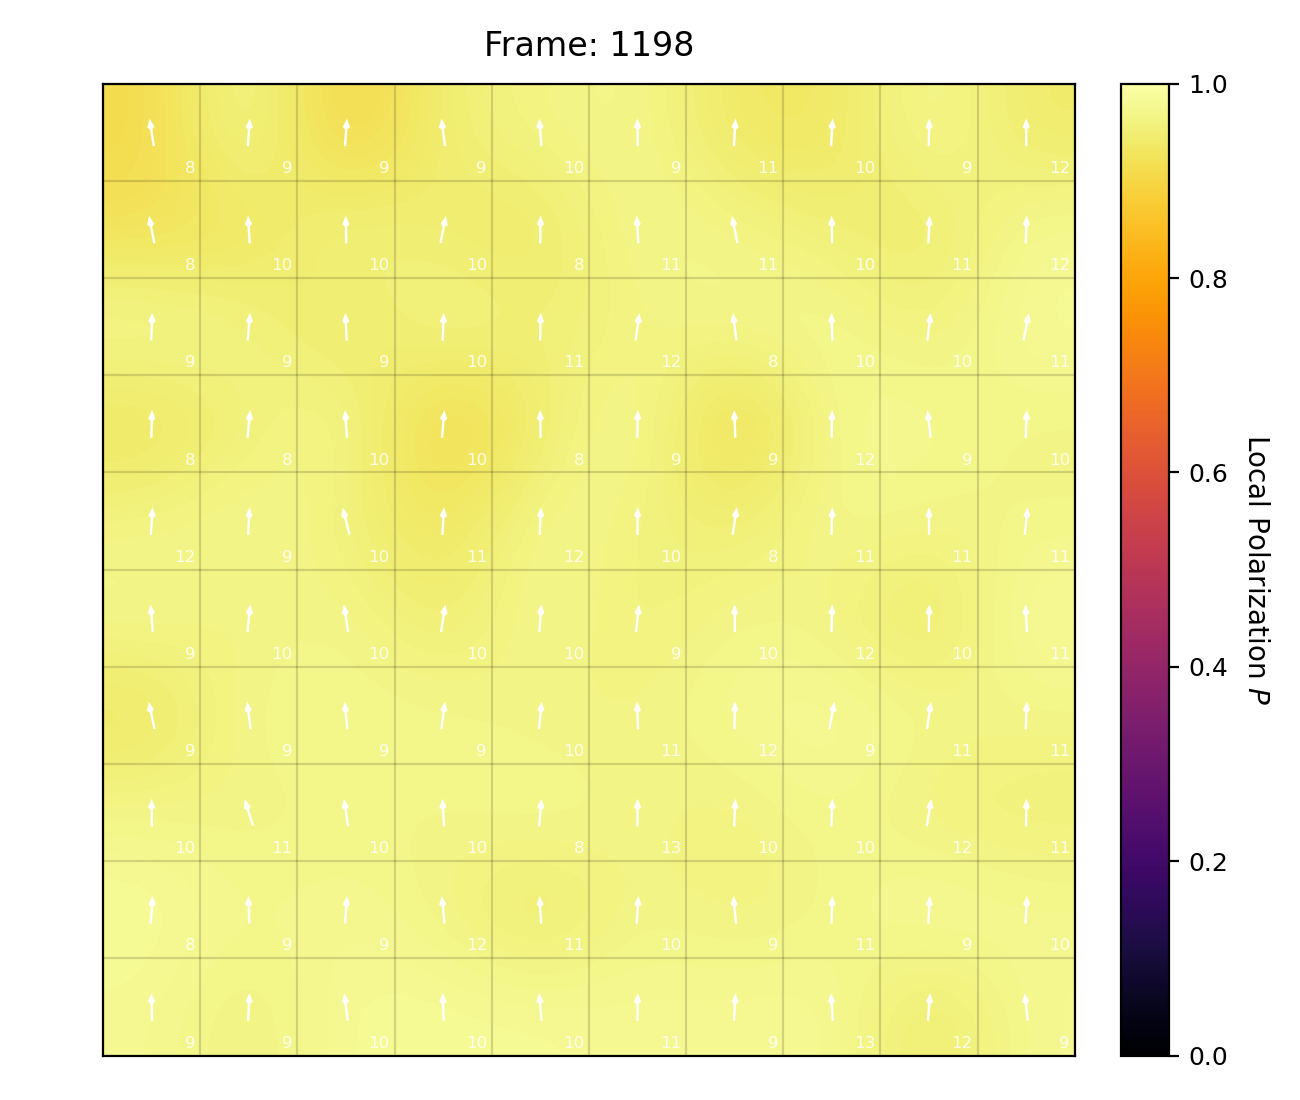 Frame: 1198
8 9 9 9 10 9 11 10 9 12
8 10 10 10 8 11 11 10 11 12
9 9 9 10 11 12 8 10 10 11
8 8 10 10 8 9 9 12 9 10
12 9 10 11 12 10 8 11 11 11
9 10 10 10 10 9 10 12 10 11
9 9 9 9 10 11 12 9 11 11
10 11 10 10 8 13 10 10 12 11
8 9 9 12 11 10 9 11 9 10
9 9 10 10 10 11 9 13 12 9
1.0
0.8
0.6
0.4
0.2
0.0
Local Polarization P